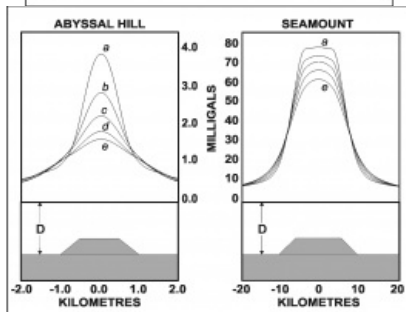 ABYSSAL HILL
SEAMOUNT
a
b
c
d
e
4.0
3.0
2.0
1.0
0.0
MILLIGALS
80
70
60
50
40
30
20
10
0
a
e
D
D
-2.0 -1.0 0.0 1.0 2.0
KILOMETRES
-20 -10 0 10 20
KILOMETRES